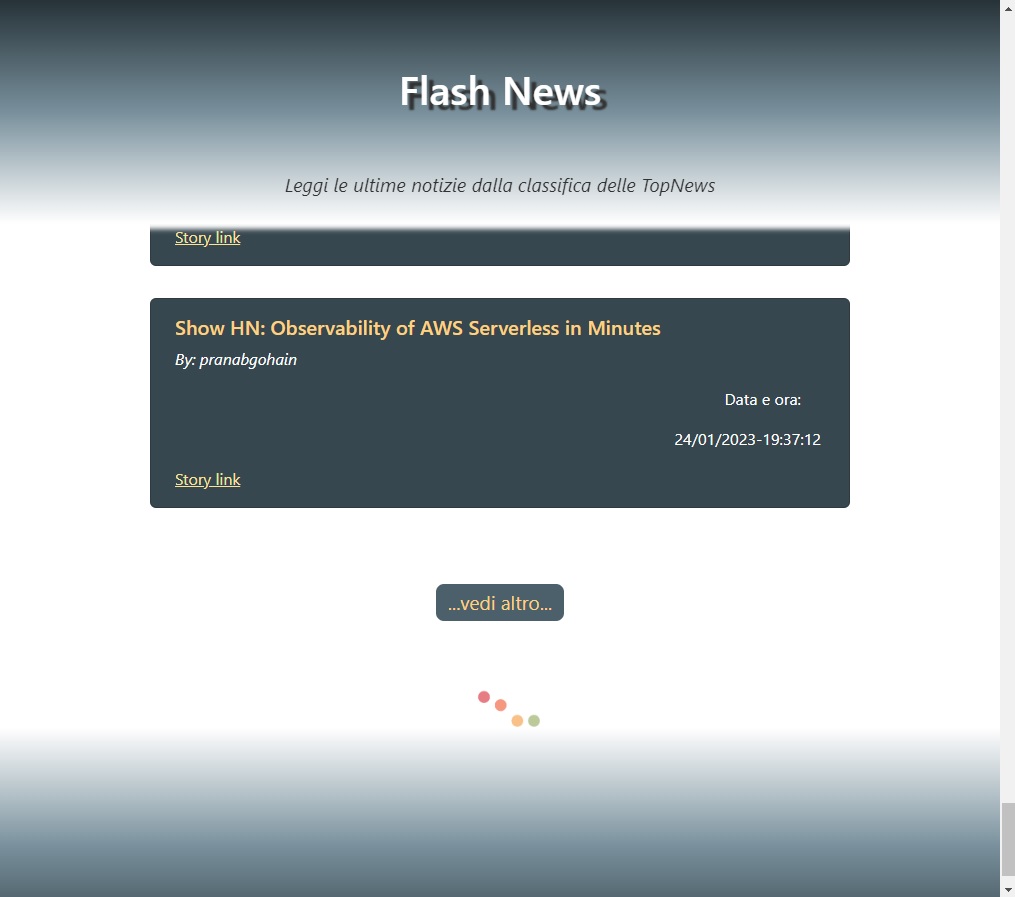 Flash News
Leggi le ultime notizie dalla classifica delle TopNews
Story link
Show HN: Observability of AWS Serverless in Minutes
By: pranabgohain
Data e ora:
24/01/2023-19:37:12
Story link
...vedi altro...